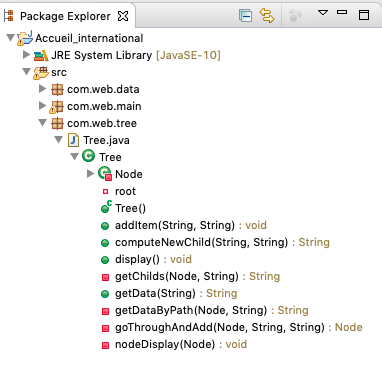 Package Explorer
Accueil_international
JRE System Library [JavaSE-10]
src
com.web.data
com.web.main
com.web.tree
Tree.java
Tree
Node
root
Tree()
addItem(String, String) : void
computeNewChild(String, String) : String
display() : void
getChilds(Node, String) : String
getData(String) : String
getDataByPath(Node, String) : String
goThroughAndAdd(Node, String, String) : Node
nodeDisplay(Node) : void